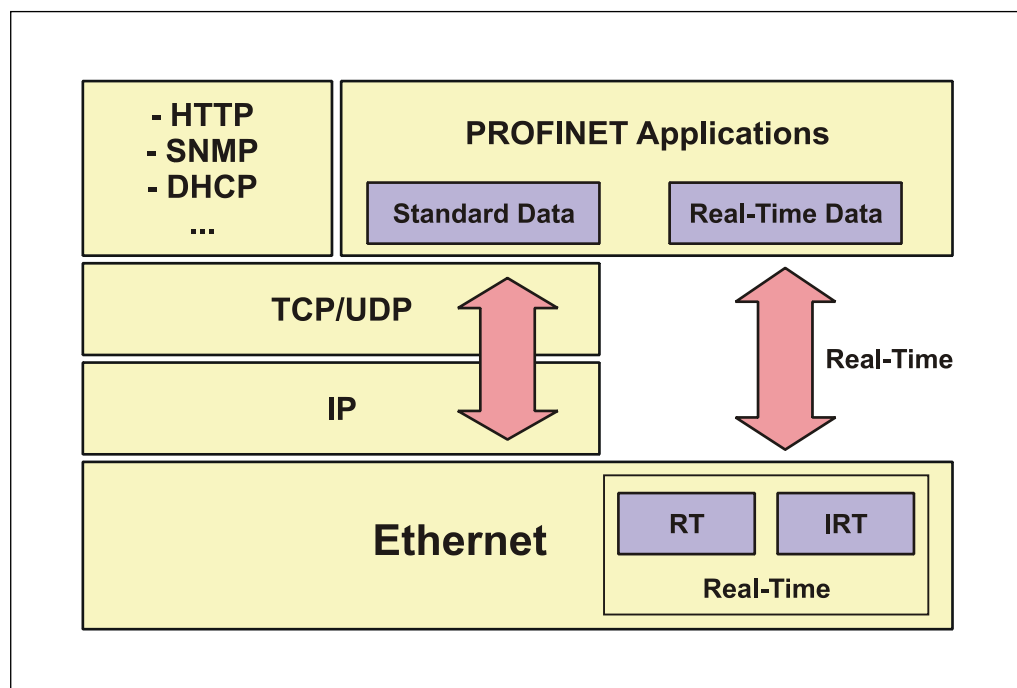 - HTTP
- SNMP
- DHCP
...
PROFINET Applications
Standard Data
Real-Time Data
TCP/UDP
Real-Time
IP
Ethernet
RT
IRT
Real-Time